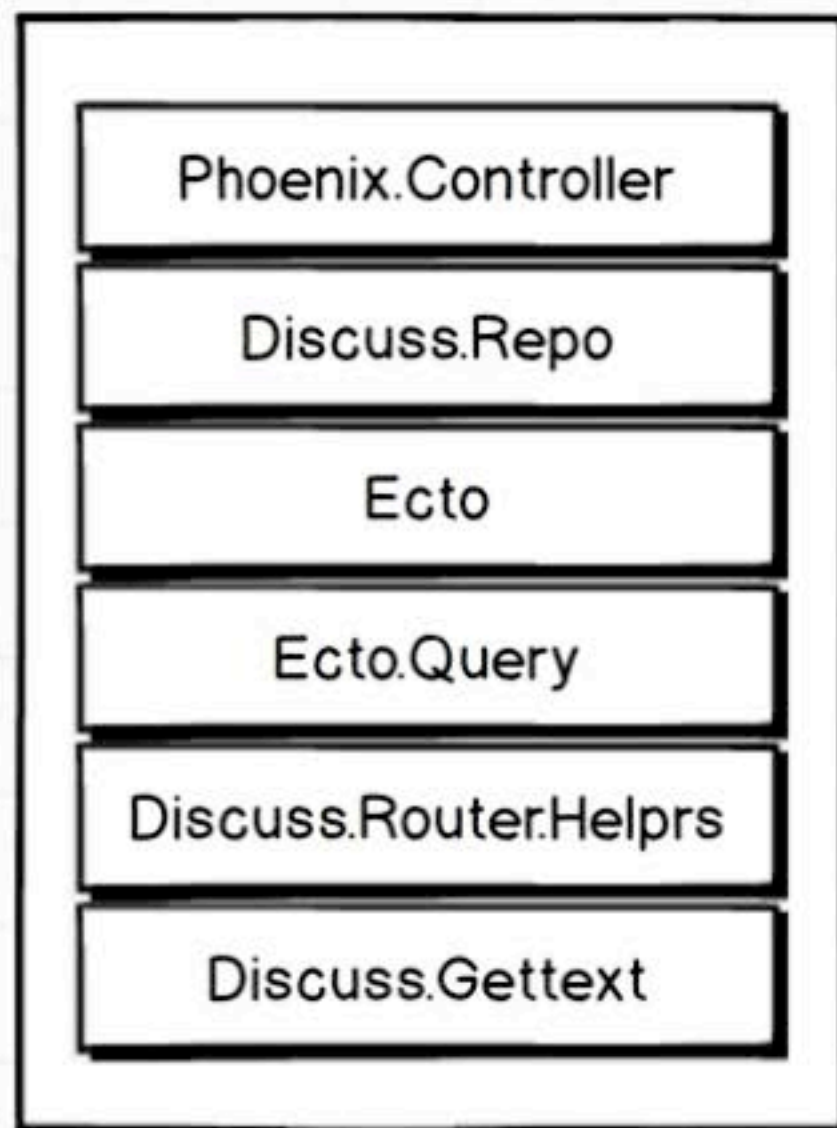 Phoenix.Controller
Discuss.Repo
Ecto
Ecto.Query
Discuss.Router.Helprs
Discuss.Gettext